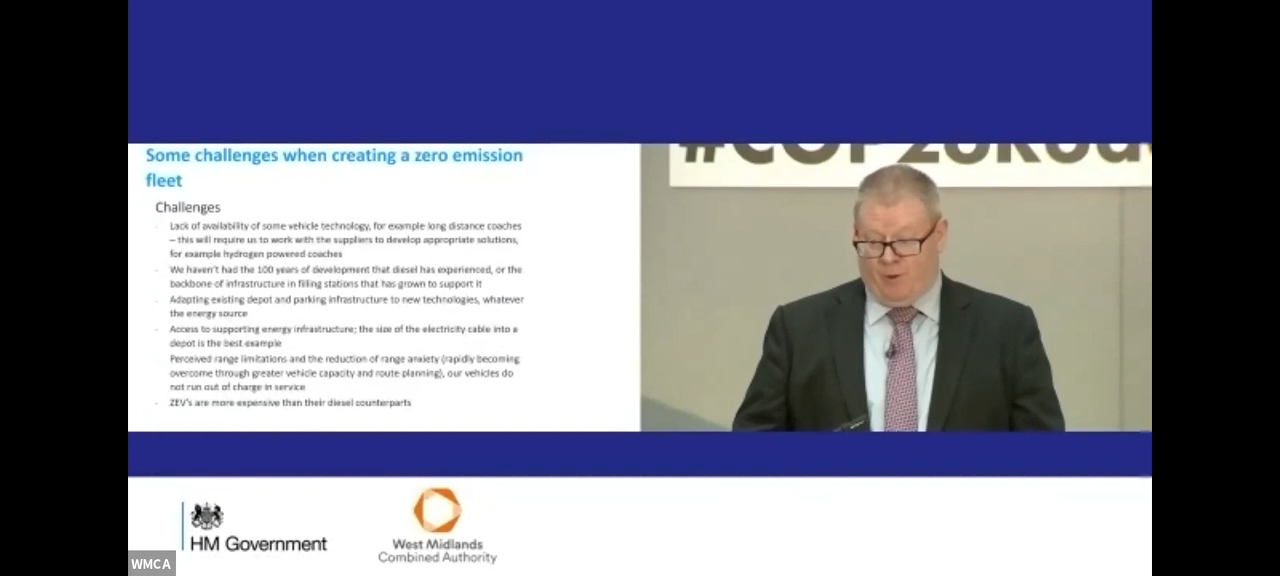 Some challenges when creating a zero emission
fleet
Challenges
- Lack of availability of some vehicle technology, for example long distance coaches
– this will require us to work with the suppliers to develop appropriate solutions,
for example hydrogen powered coaches
- We haven't had the 100 years of development that diesel has experienced, or the
backbone of infrastructure in filling stations that has grown to support it
- Adapting existing depot and parking infrastructure to new technologies, whatever
the energy source
- Access to supporting energy infrastructure; the size of the electricity cable into a
depot is the best example
- Perceived range limitations and the reduction of range anxiety (rapidly becoming
overcome through greater vehicle capacity and route planning), our vehicles do
not run out of charge in service
- ZEV's are more expensive than their diesel counterparts
HM Government
West Midlands
Combined Authority
WMCA